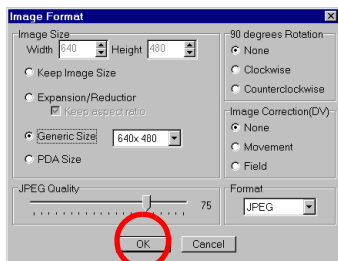 Image Format
Image Size
Width 640 Height 480
Keep Image Size
Expansion/Reductior
Keep aspect ratio
Generic Size 640x 480
PDA Size
90 degrees Rotation
None
Clockwise
Counterclockwise
Image Correction(DV)
None
Movement
Field
JPEG Quality
75
Format
JPEG
OK Cancel